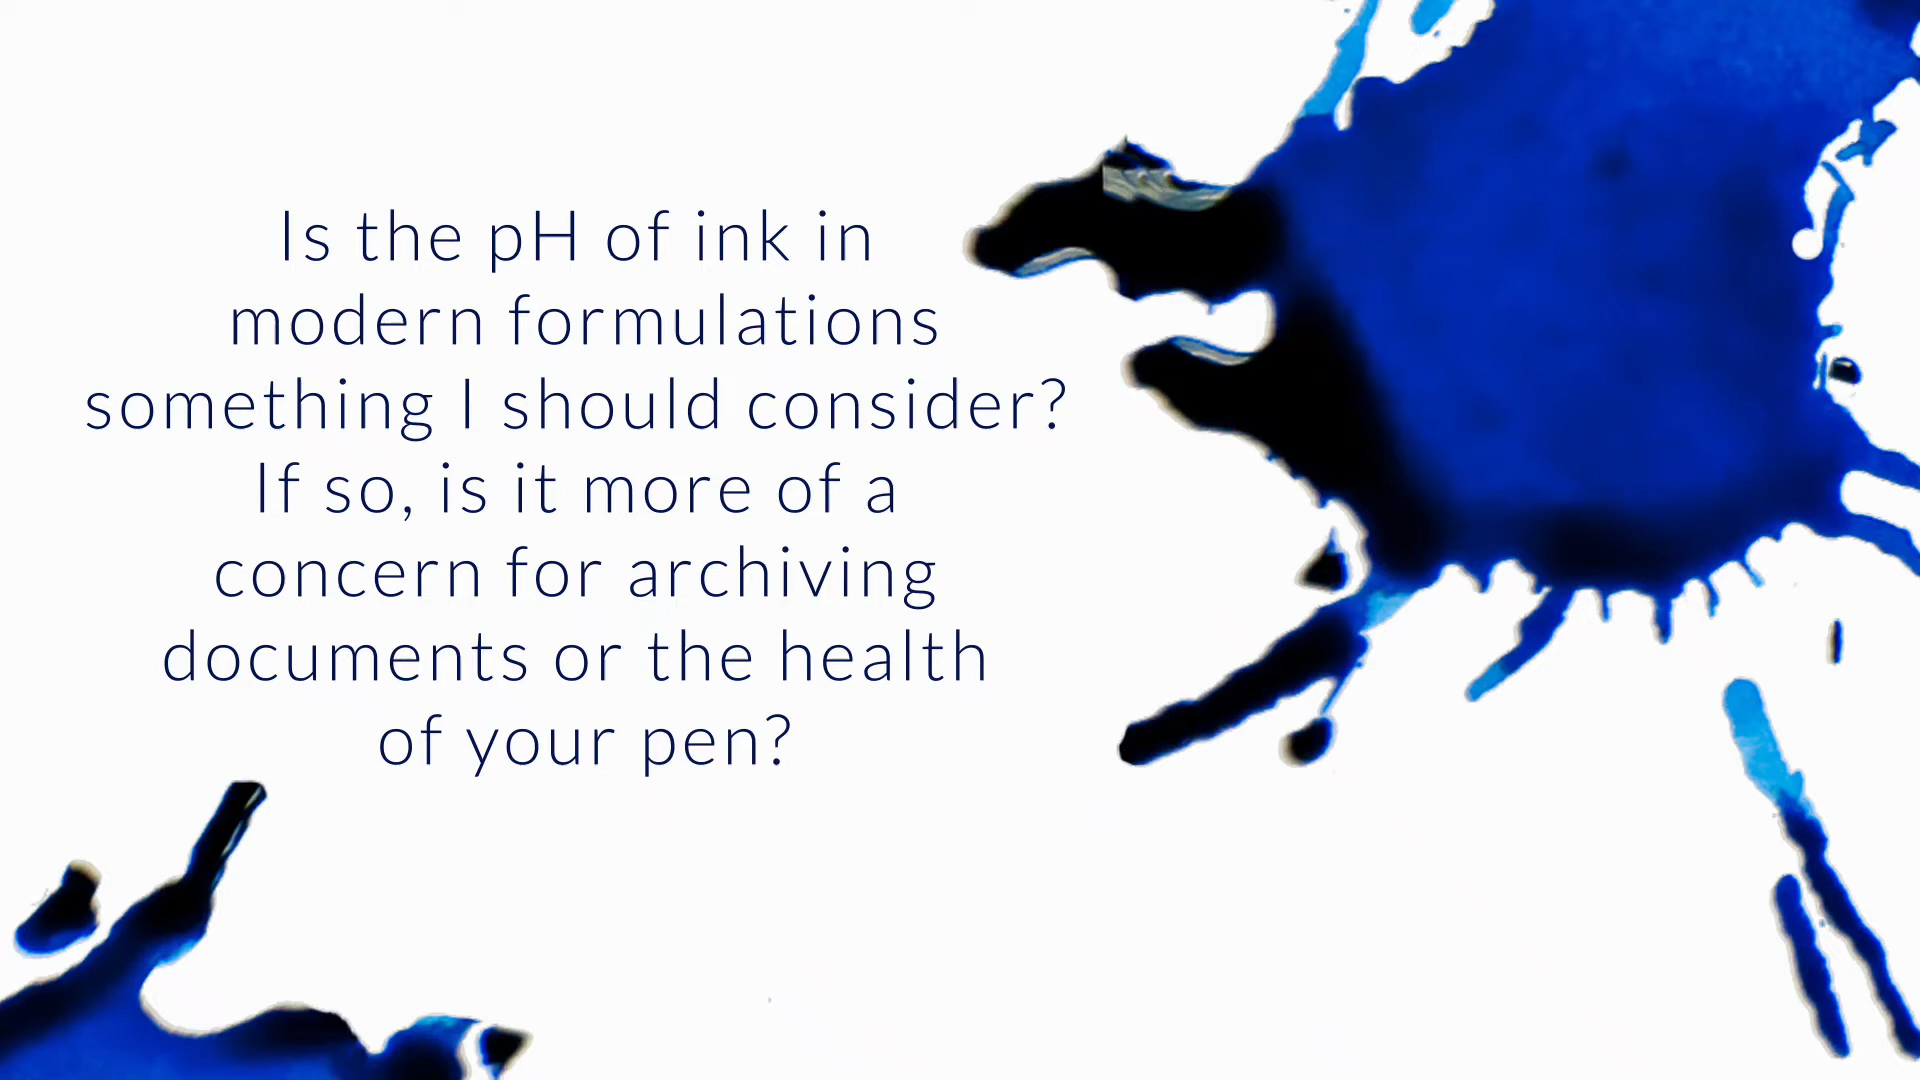 Is the pH of ink in
modern formulations
something I should consider?
If so, is it more of a
concern for archiving
documents or the health
of your pen?